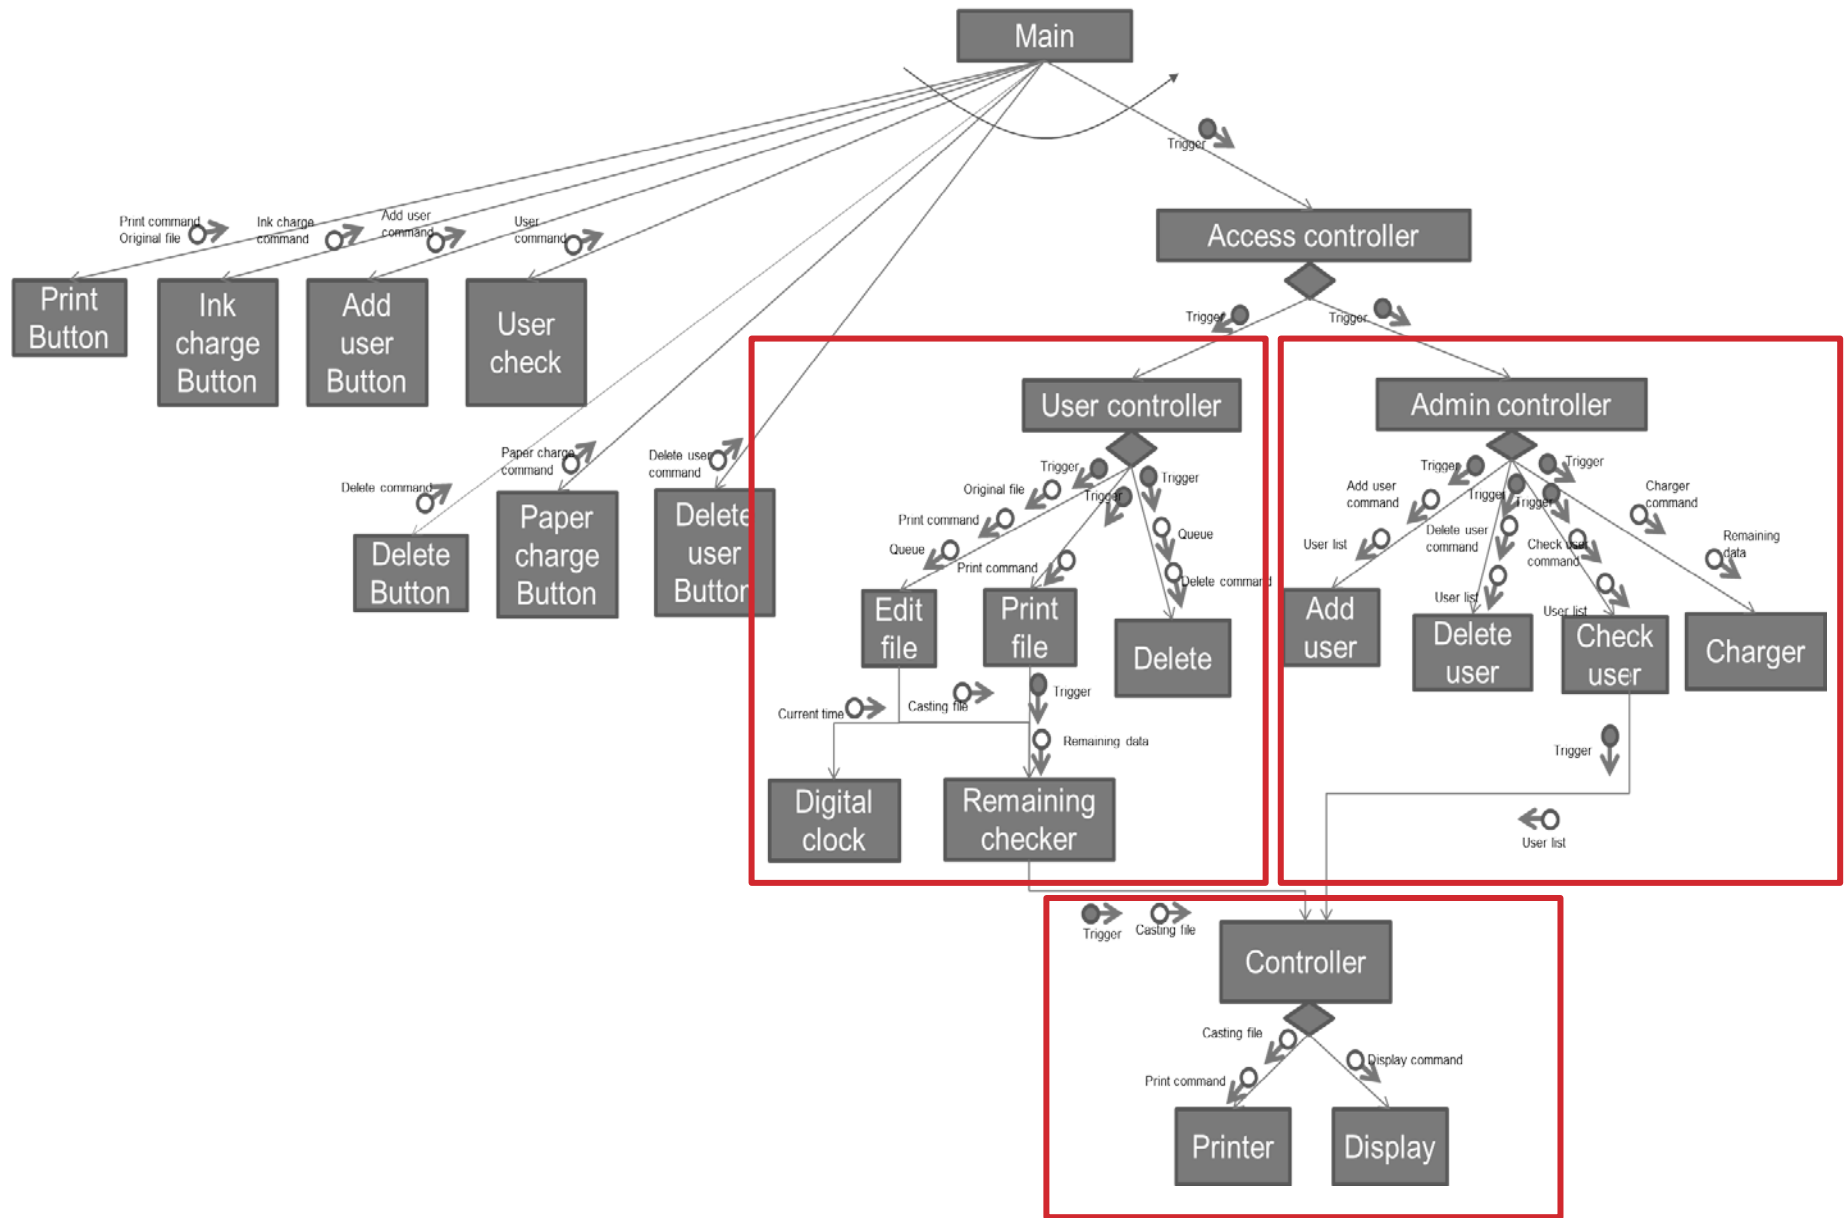 Main
Trigger
Print command
Original file
Ink charge
command
Add user
command
User
command
Access controller
Print
Button
Ink
charge
Button
Add
user
Button
User
check
Trigger
Trigger
User controller
Admin controller
Delete command
Paper charge
command
Delete user
command
Delete
Button
Paper
charge
Button
Delete
user
Button
Trigger
Original file
Print command
Queue
Trigger
Print command
Trigger
Queue
Delete command
Edit
file
Print
file
Delete
Current time
Casting file
Trigger
Remaining data
Digital
clock
Remaining
checker
Trigger
Add user
command
User list
Trigger
Delete user
command
User list
Trigger
Check user
command
User list
Trigger
Charger
command
Remaining
data
Add
user
Delete
user
Check
user
Charger
Trigger
User list
Trigger
Casting file
Controller
Casting file
Print command
Display command
Printer
Display